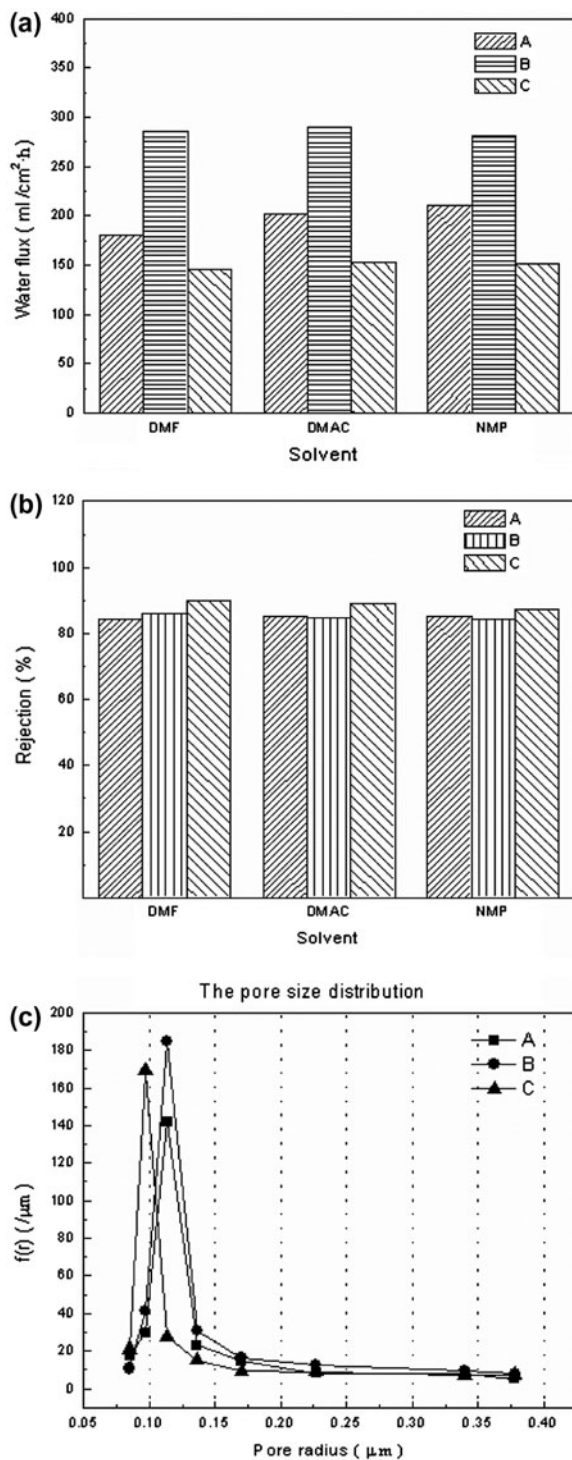 (a)
400
350
300
250
200
150
100
50
0
Water flux ( ml /cm²·h)
A
B
C
DMF DMAC NMP
Solvent
(b)
120
100
80
60
40
20
Rejection ( % )
A
B
C
DMF DMAC NMP
Solvent
The pore size distribution
(c)
200
180
160
140
120
100
80
60
40
20
0
f(r) ( /μm )
A
B
C
0.05 0.10 0.15 0.20 0.25 0.30 0.35 0.40
Pore radius ( μm )